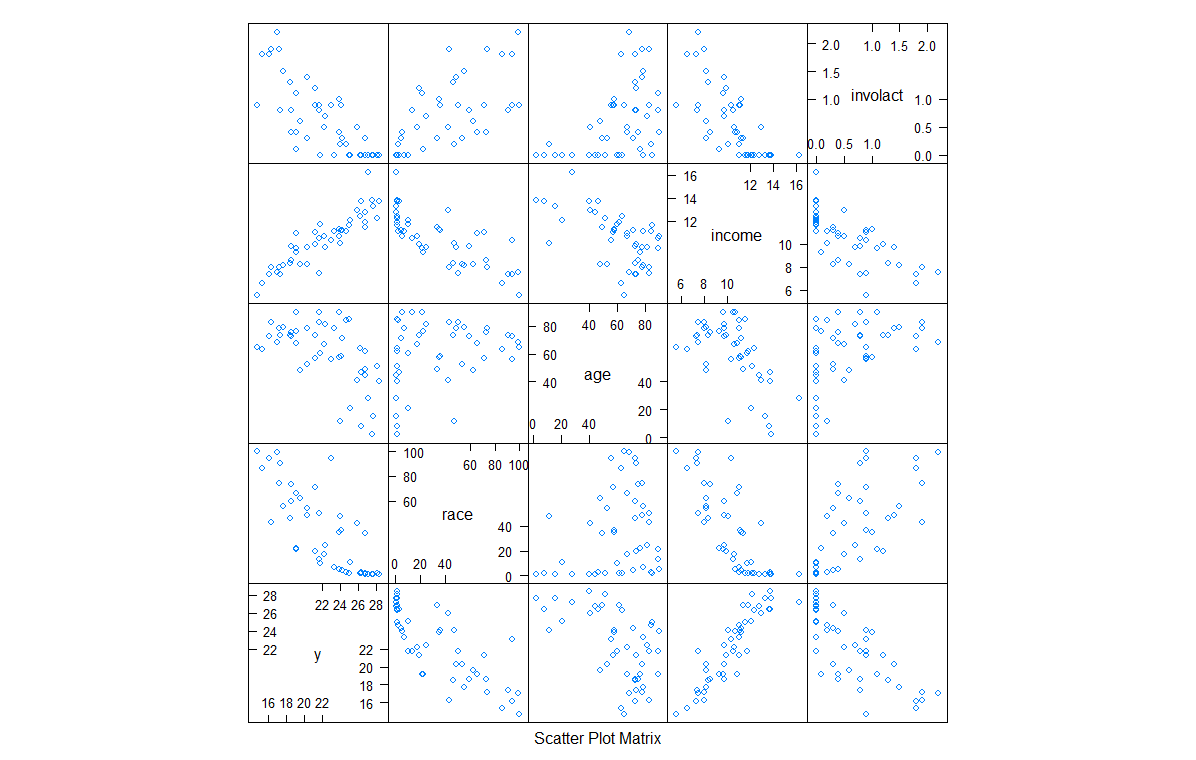 2.0 1.0 1.5 2.0
1.5
involact
1.0 1.0
0.5
0.0 0.5 1.0
0.0
16 12 14 16
14
12
income
10
8
6 8 10
6
80 40 60 80
60
age
40 40
20
0 20 40
0
100 60 80 100
80
60
race
40
20
0 20 40
0
28 22 24 26 28
26
24
22 y 22
20
18
16 18 20 22 16
Scatter Plot Matrix